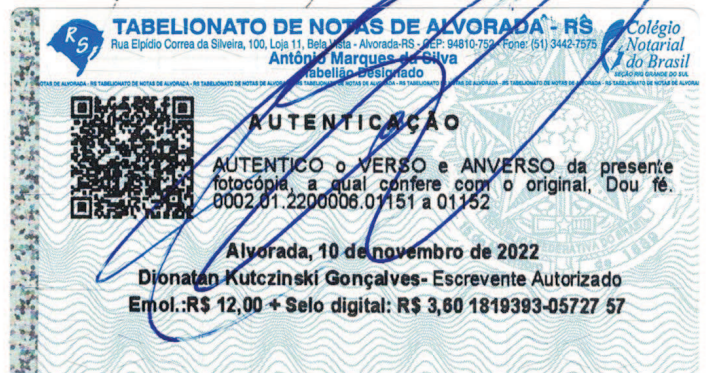 TABELIONATO DE NOTAS DE ALVORADA - RS
Rua Elpídio Correa da Silveira, 100, Loja 11, Bela Vista - Alvorada-RS - CEP: 94810-752 - Fone: (51) 3442-7575
Antônio Marques da Silva
Tabelião Designado
RS
Colégio
Notarial
do Brasil
SEÇÃO RIO GRANDE DO SUL
AUTENTICAÇÃO
AUTENTICO o VERSO e ANVERSO da presente
fotocópia, a qual confere com o original, Dou fé.
0002.01.2200006.01151 a 01152
Alvorada, 10 de novembro de 2022
Dionatan Kutczinski Gonçalves- Escrevente Autorizado
Emol.:R$ 12,00 + Selo digital: R$ 3,60 1819393-05727 57